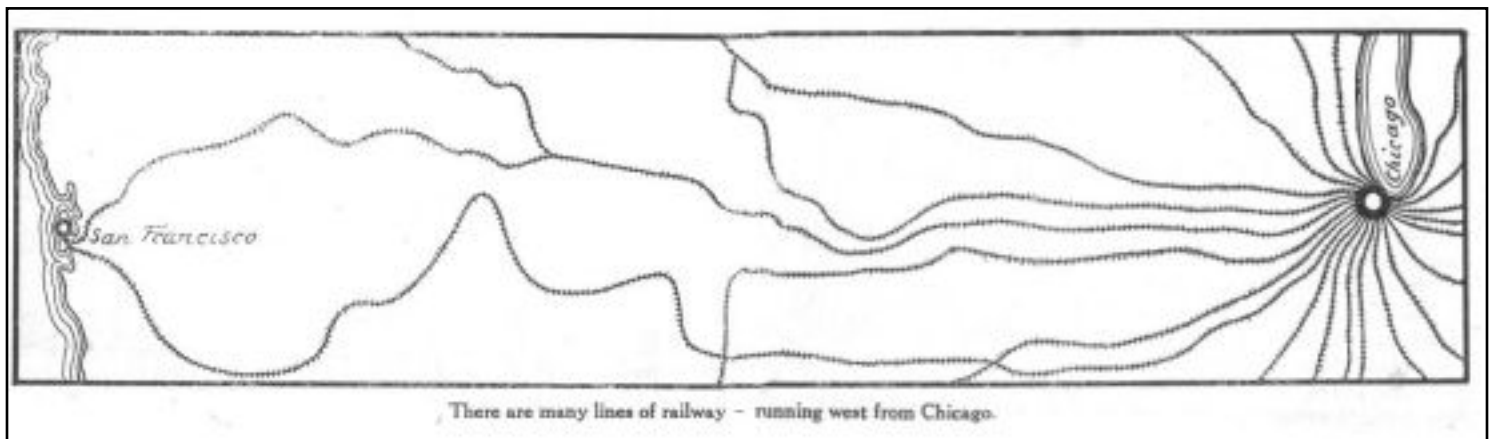 Chicago
San Francisco
There are many lines of railway - running west from Chicago.